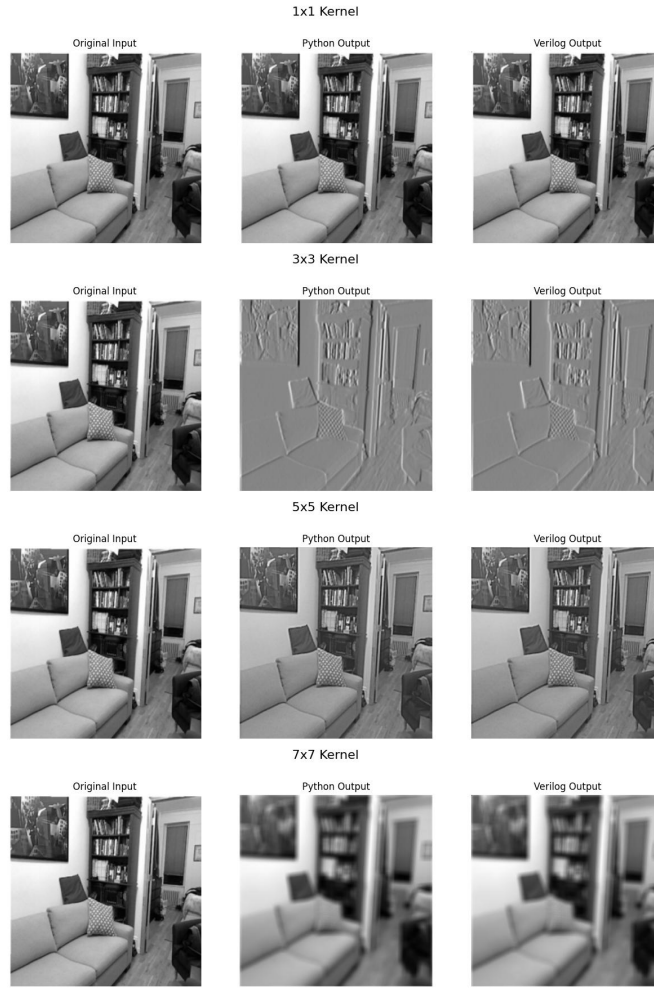 1x1 Kernel
Original Input Python Output Verilog Output
3x3 Kernel
Original Input Python Output Verilog Output
5x5 Kernel
Original Input Python Output Verilog Output
7x7 Kernel
Original Input Python Output Verilog Output